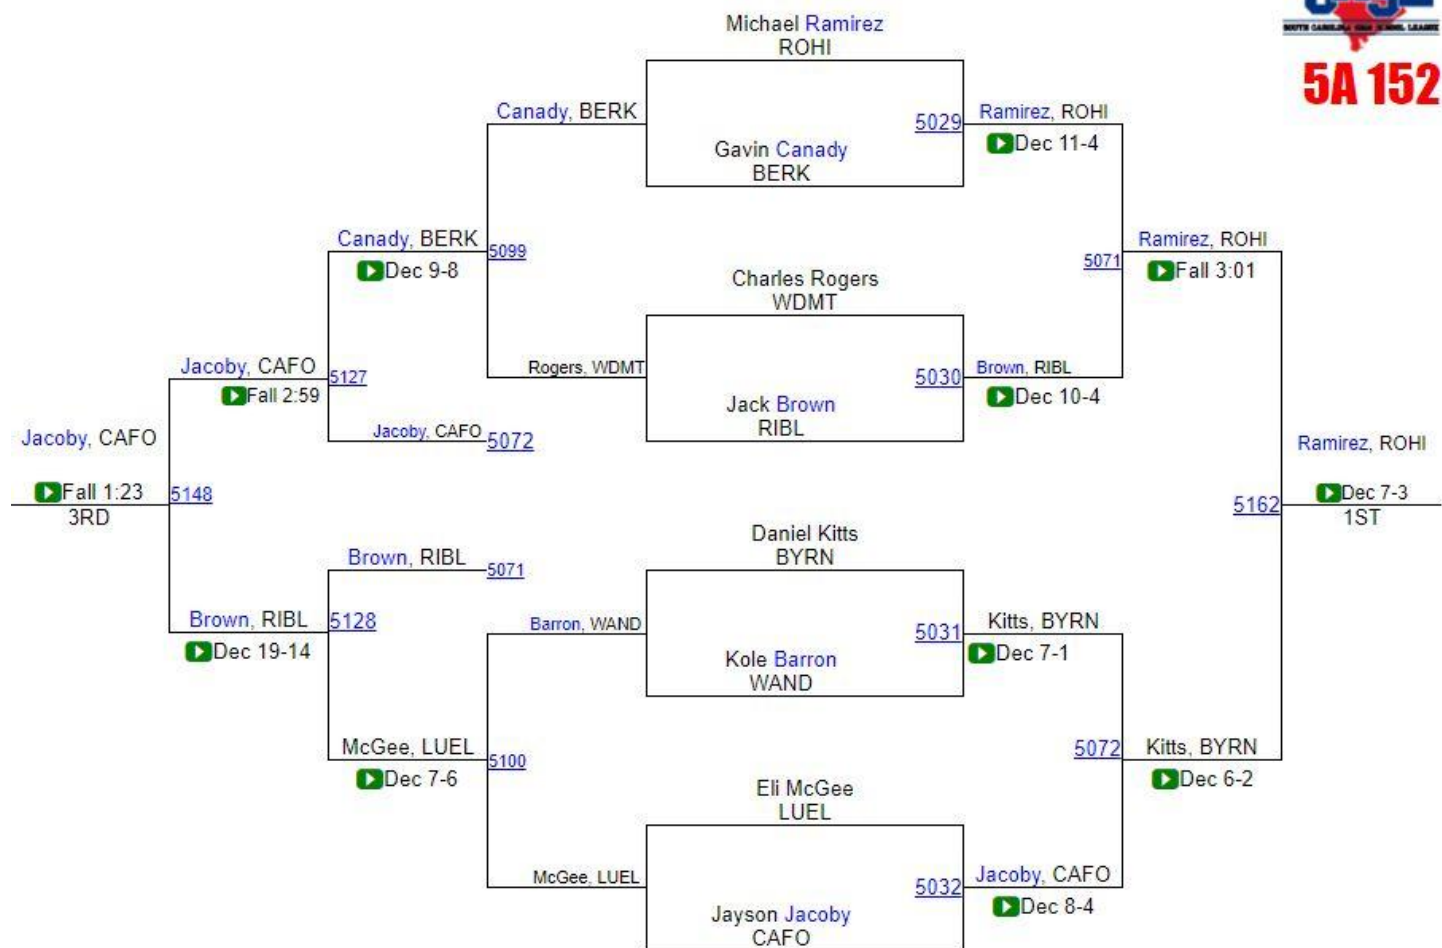 SOUTH CAROLINA HIGH SCHOOL LEAGUE
5A 152
Michael Ramirez
ROHI
Canady, BERK
5029
Ramirez, ROHI
Dec 11-4
Gavin Canady
BERK
Canady, BERK
Dec 9-8
5099
5071
Ramirez, ROHI
Fall 3:01
Charles Rogers
WDMT
Jacoby, CAFO
Fall 2:59
5127
Rogers, WDMT
5030
Brown, RIBL
Dec 10-4
Jack Brown
RIBL
Jacoby, CAFO
5072
Jacoby, CAFO
Fall 1:23
3RD
5148
Ramirez, ROHI
5162
Dec 7-3
1ST
Daniel Kitts
BYRN
Brown, RIBL
5071
Brown, RIBL
Dec 19-14
5128
Barron, WAND
5031
Kitts, BYRN
Dec 7-1
Kole Barron
WAND
McGee, LUEL
Dec 7-6
5100
5072
Kitts, BYRN
Dec 6-2
Eli McGee
LUEL
McGee, LUEL
5032
Jacoby, CAFO
Dec 8-4
Jayson Jacoby
CAFO